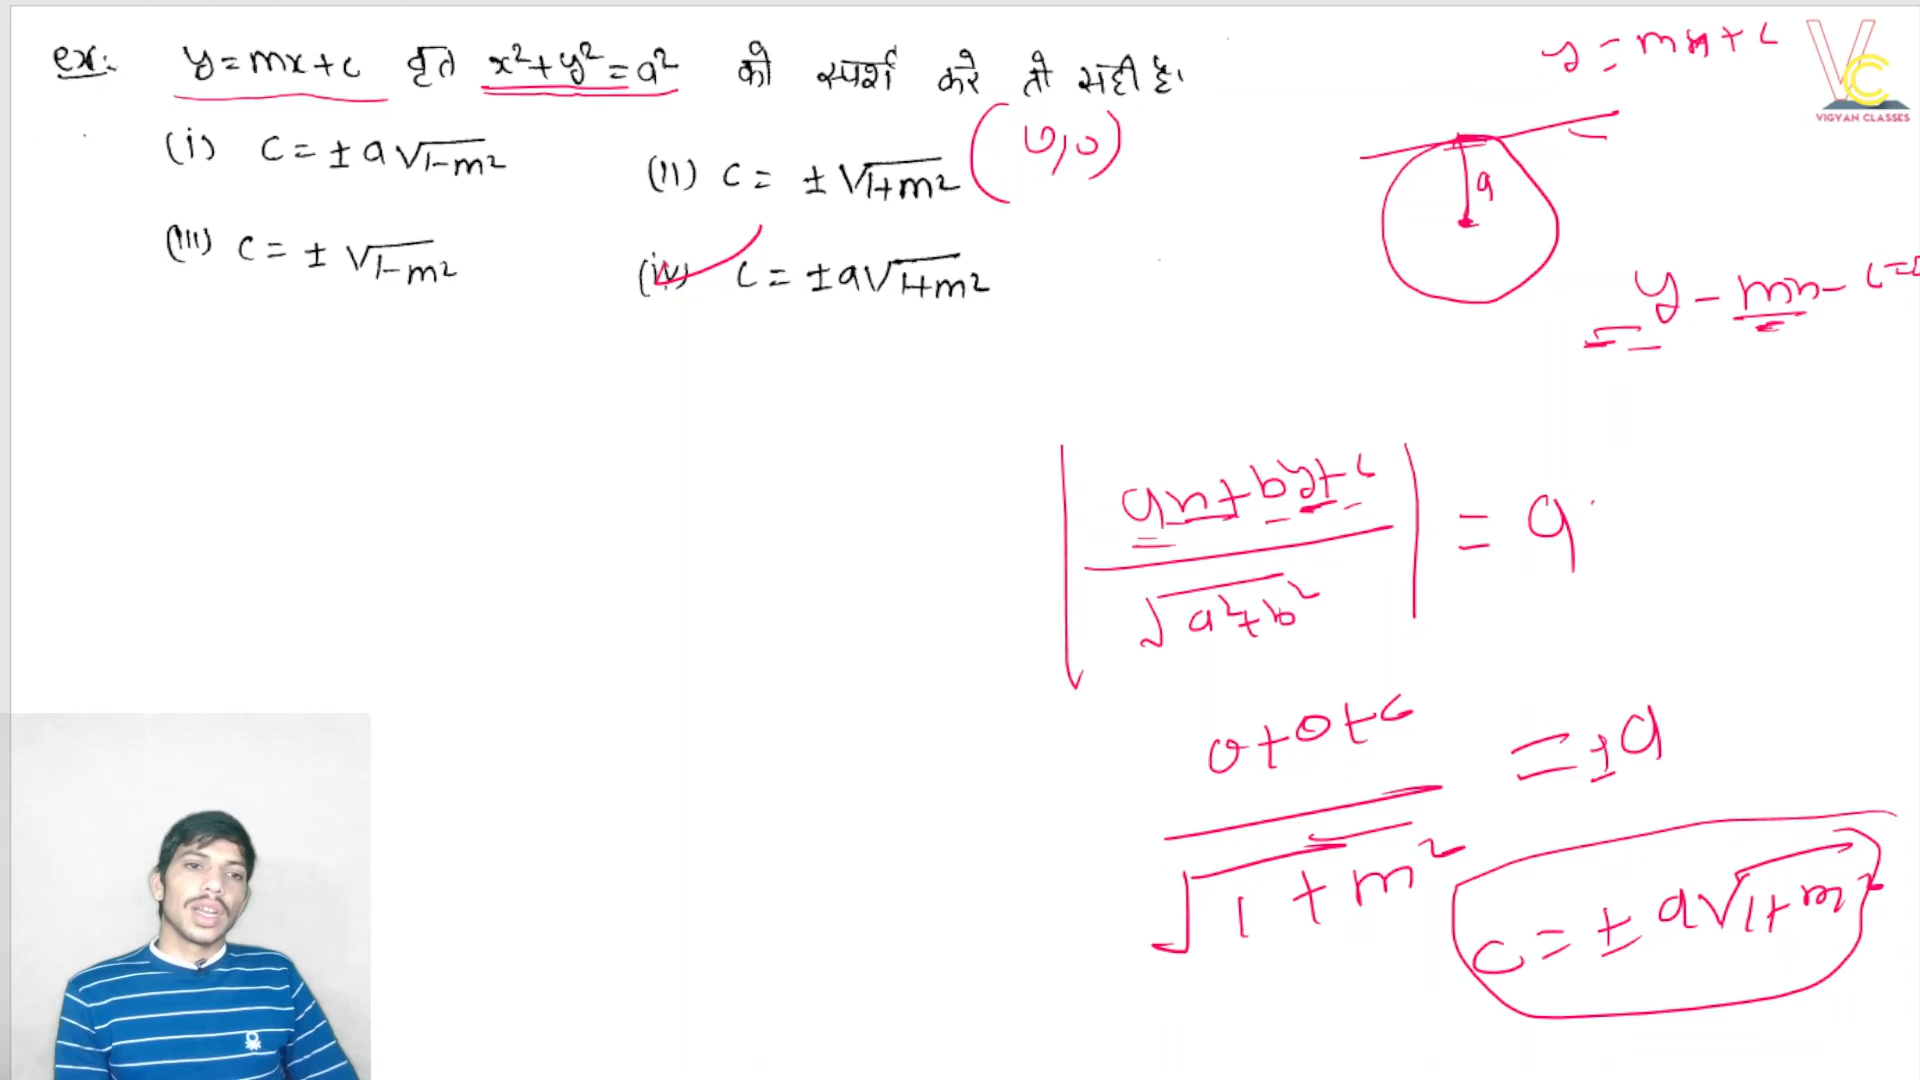 ex:- y=mx+c वृत x²+y²=a² को स्पर्श करे तो सही है।
(i) c=±a√1-m² (ii) c= ±√1+m² (0,0)
(iii) c=± √1-m² (iv) c=±a√1+m²
y=mx+c
VC
VIGYAN CLASSES
a
y-mx-c=0
|ax+by+c / √a²+b²| = a
0+0+c / √1+m² = ±a
c=±a√1+m²